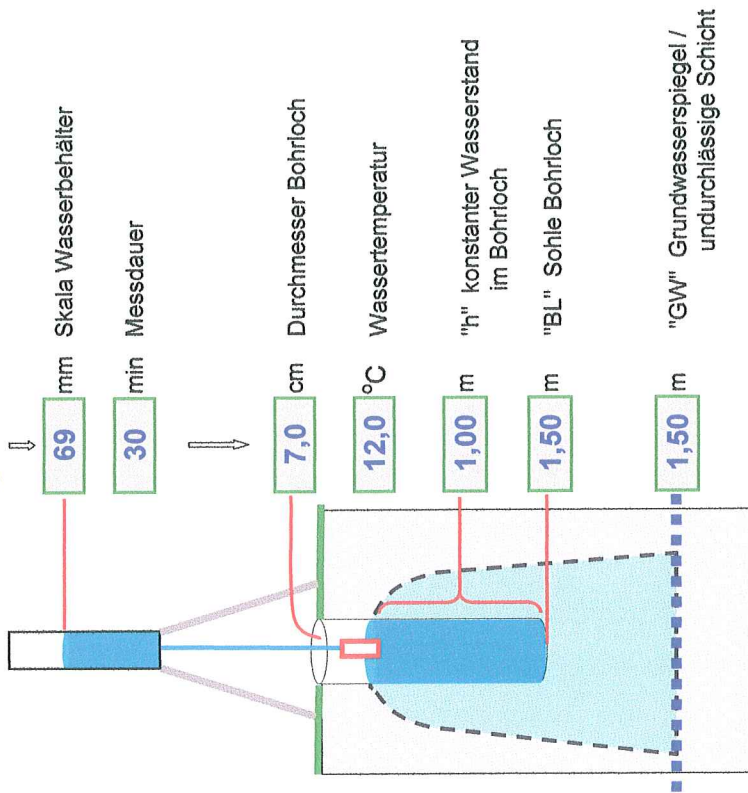 69 mm Skala Wasserbehälter
30 min Messdauer
7,0 cm Durchmesser Bohrloch
12,0 °C Wassertemperatur
1,00 m "h" konstanter Wasserstand
im Bohrloch
1,50 m "BL" Sohle Bohrloch
1,50 m "GW" Grundwasserspiegel /
undurchlässige Schicht